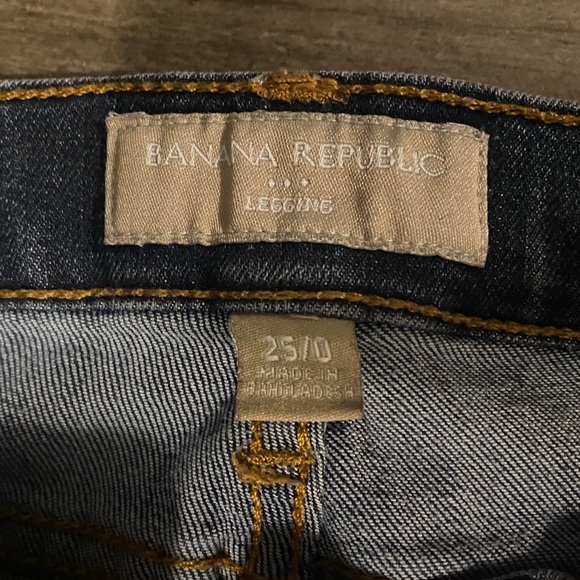 BANANA REPUBLIC
•••
LEGGING
25/0
MADE IN
BANGLADESH